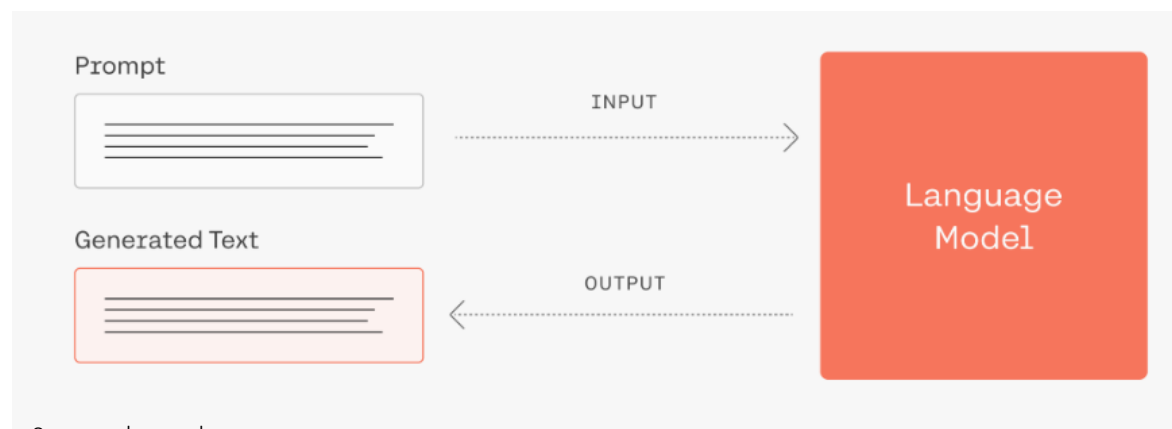 Prompt
INPUT
Language
Model
Generated Text
OUTPUT